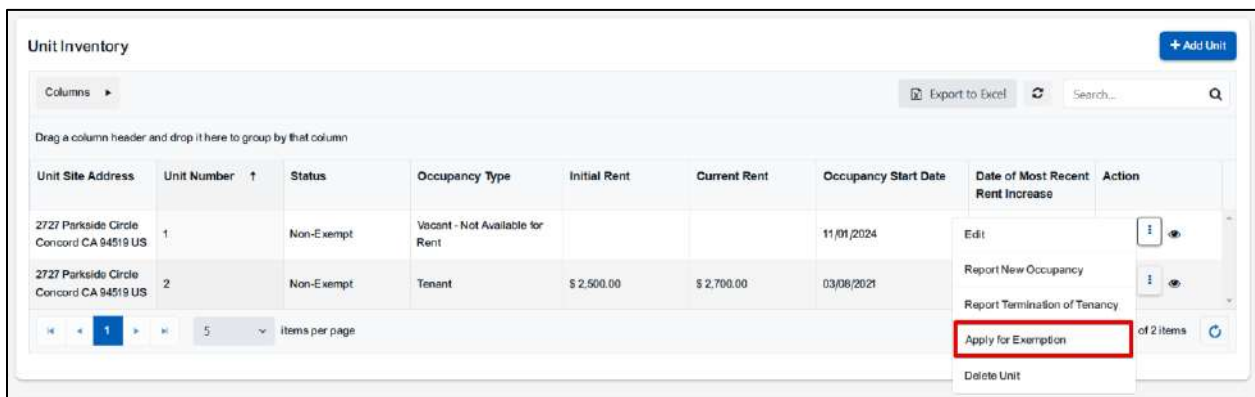 Unit Inventory
+ Add Unit
Columns
Export to Excel
Search...
Drag a column header and drop it here to group by that column
Unit Site Address
Unit Number ↑
Status
Occupancy Type
Initial Rent
Current Rent
Occupancy Start Date
Date of Most Recent
Rent Increase
Action
2727 Parkside Circle
Concord CA 94519 US
1
Non-Exempt
Vacant - Not Available for
Rent
11/01/2024
2727 Parkside Circle
Concord CA 94519 US
2
Non-Exempt
Tenant
$ 2,500.00
$ 2,700.00
03/08/2021
Edit
Report New Occupancy
Report Termination of Tenancy
Apply for Exemption
Delete Unit
1
5
items per page
of 2 items